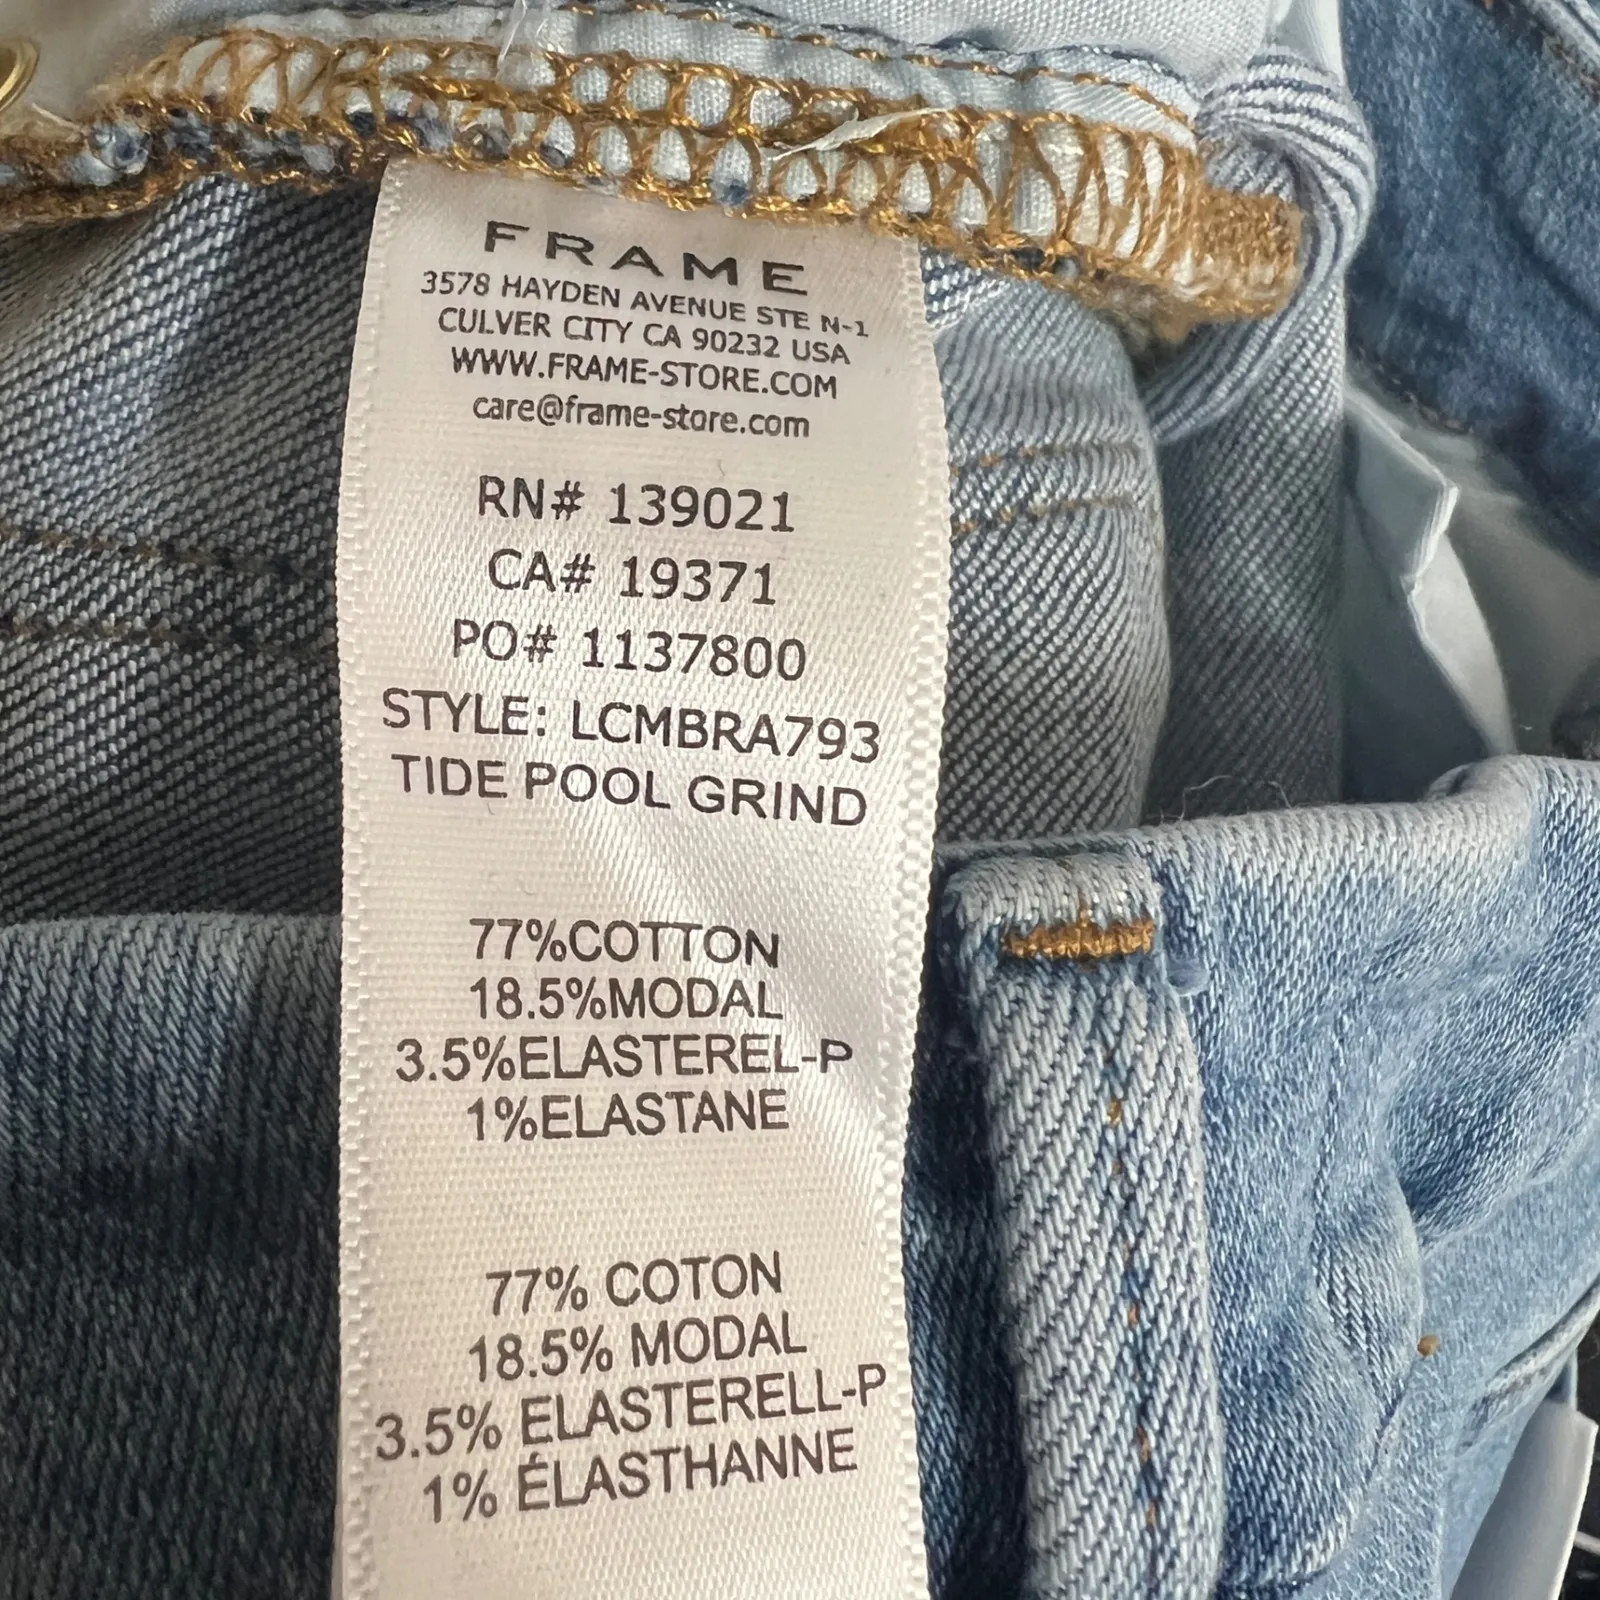 FRAME
3578 HAYDEN AVENUE STE N-1
CULVER CITY CA 90232 USA
WWW.FRAME-STORE.COM
care@frame-store.com
RN# 139021
CA# 19371
PO# 1137800
STYLE: LCMBRA793
TIDE POOL GRIND
77%COTTON
18.5%MODAL
3.5%ELASTEREL-P
1%ELASTANE
77% COTON
18.5% MODAL
3.5% ELASTERELL-P
1% ÉLASTHANNE